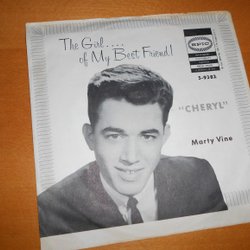 The Girl....
of My Best Friend!
EPIC
5-9383
"CHERYL"
Marty Vine